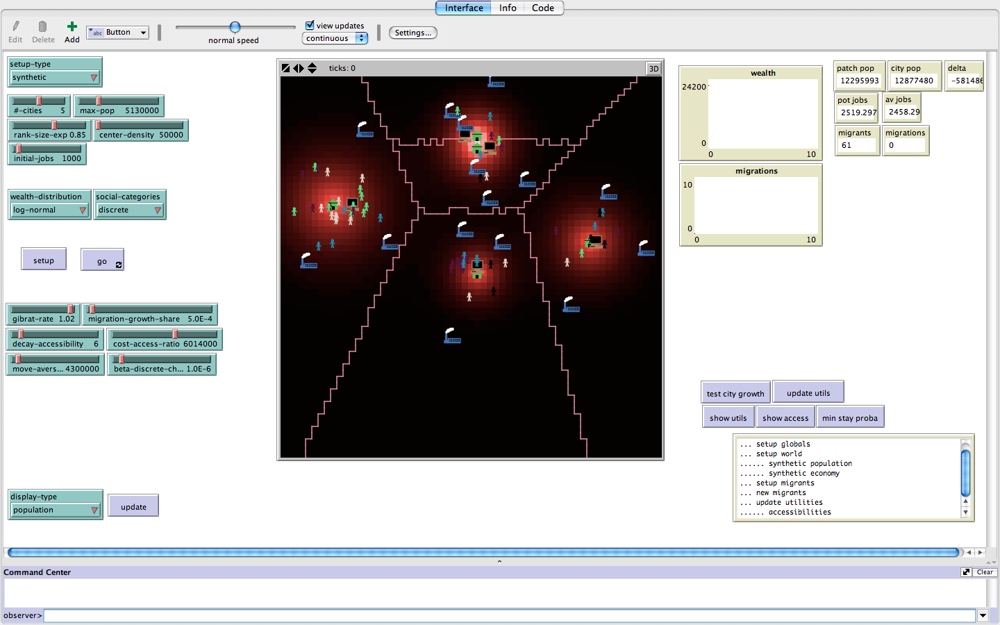 Interface Info Code
Edit Delete Add abc Button normal speed view updates continuous Settings...
setup-type
synthetic
#-cities 5 max-pop 5130000
rank-size-exp 0.85 center-density 50000
initial-jobs 1000
wealth-distribution social-categories
log-normal discrete
setup go
gibrat-rate 1.02 migration-growth-share 5.0E-4
decay-accessibility 6 cost-access-ratio 6014000
move-avers... 4300000 beta-discrete-ch... 1.0E-6
display-type
population
update
ticks: 0 3D
wealth
24200
0
0 10
migrations
10
0
0 10
patch pop city pop delta
12295993 12877480
pot jobs av jobs
2519.297 2458.29
migrants migrations
61 0
test city growth update utils
show utils show access min stay proba
... setup globals
... setup world
...... synthetic population
...... synthetic economy
... setup migrants
... new migrants
... update utilities
...... accessibilities
Command Center Clear
observer>